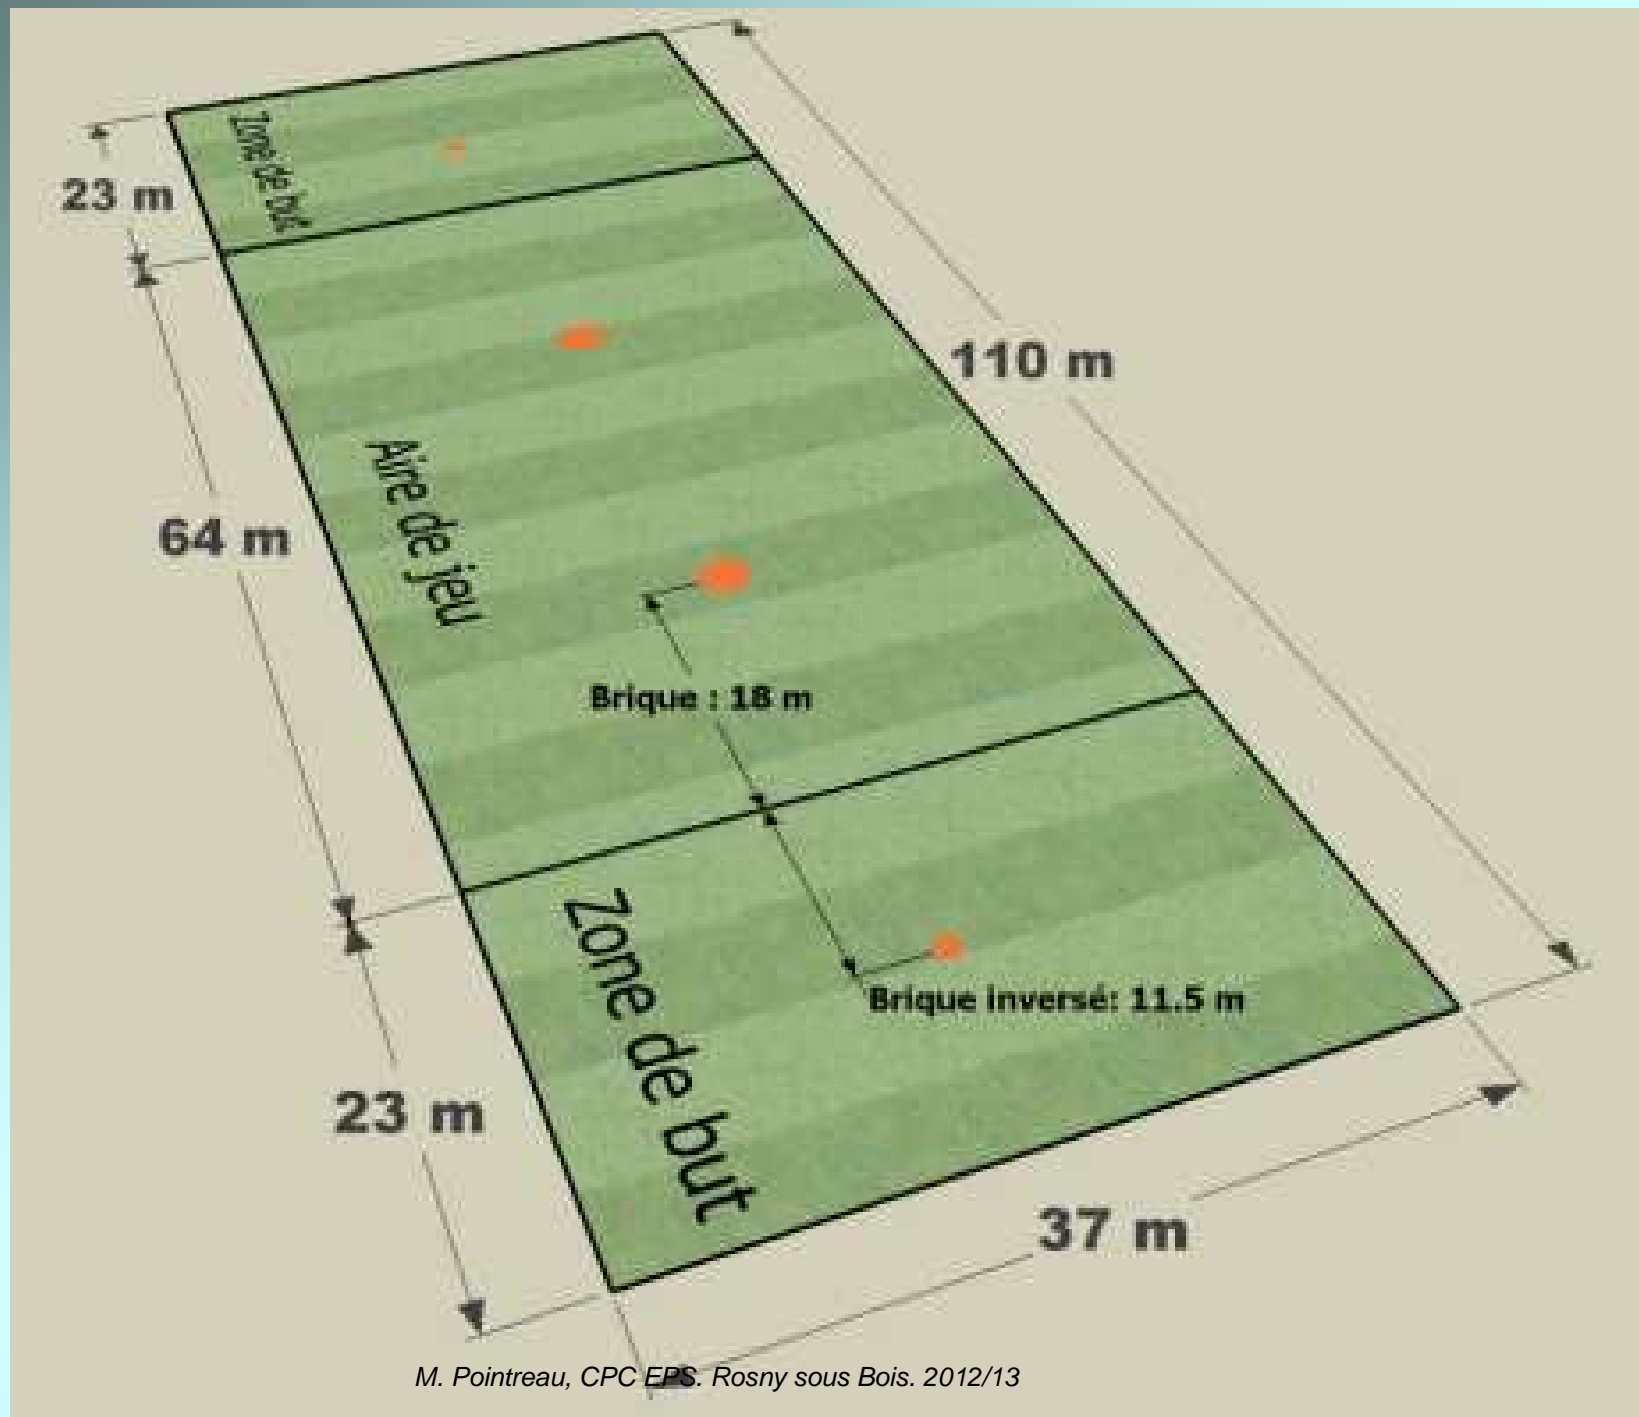 Zone de but
23 m
110 m
Aire de jeu
64 m
Brique : 18 m
Zone de but
Brique inversé: 11.5 m
23 m
37 m
M. Pointreau, CPC EPS. Rosny sous Bois. 2012/13